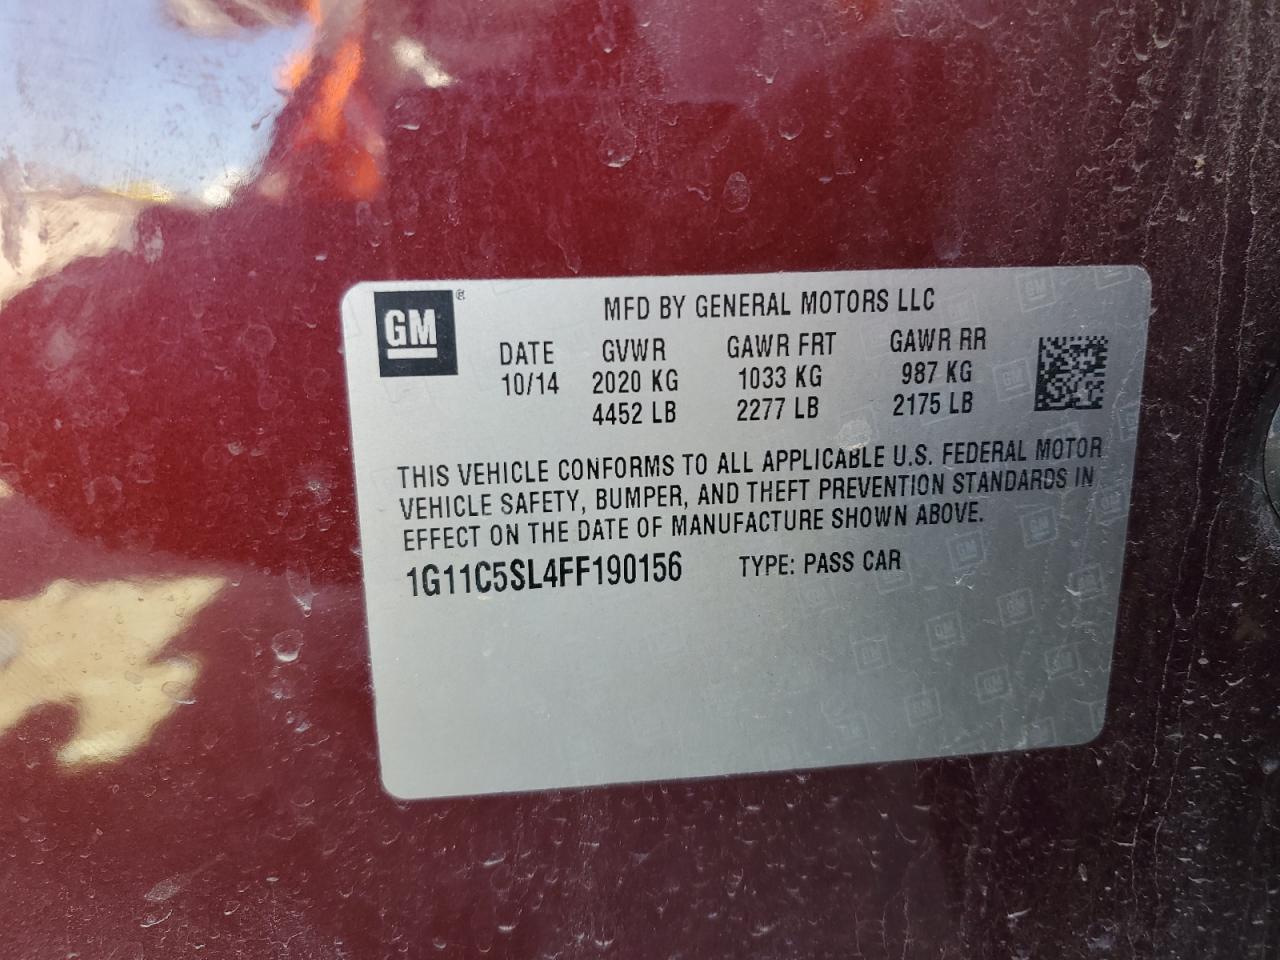 GM ®
MFD BY GENERAL MOTORS LLC
DATE GVWR GAWR FRT GAWR RR
10/14 2020 KG 1033 KG 987 KG
4452 LB 2277 LB 2175 LB
THIS VEHICLE CONFORMS TO ALL APPLICABLE U.S. FEDERAL MOTOR
VEHICLE SAFETY, BUMPER, AND THEFT PREVENTION STANDARDS IN
EFFECT ON THE DATE OF MANUFACTURE SHOWN ABOVE.
1G11C5SL4FF190156 TYPE: PASS CAR